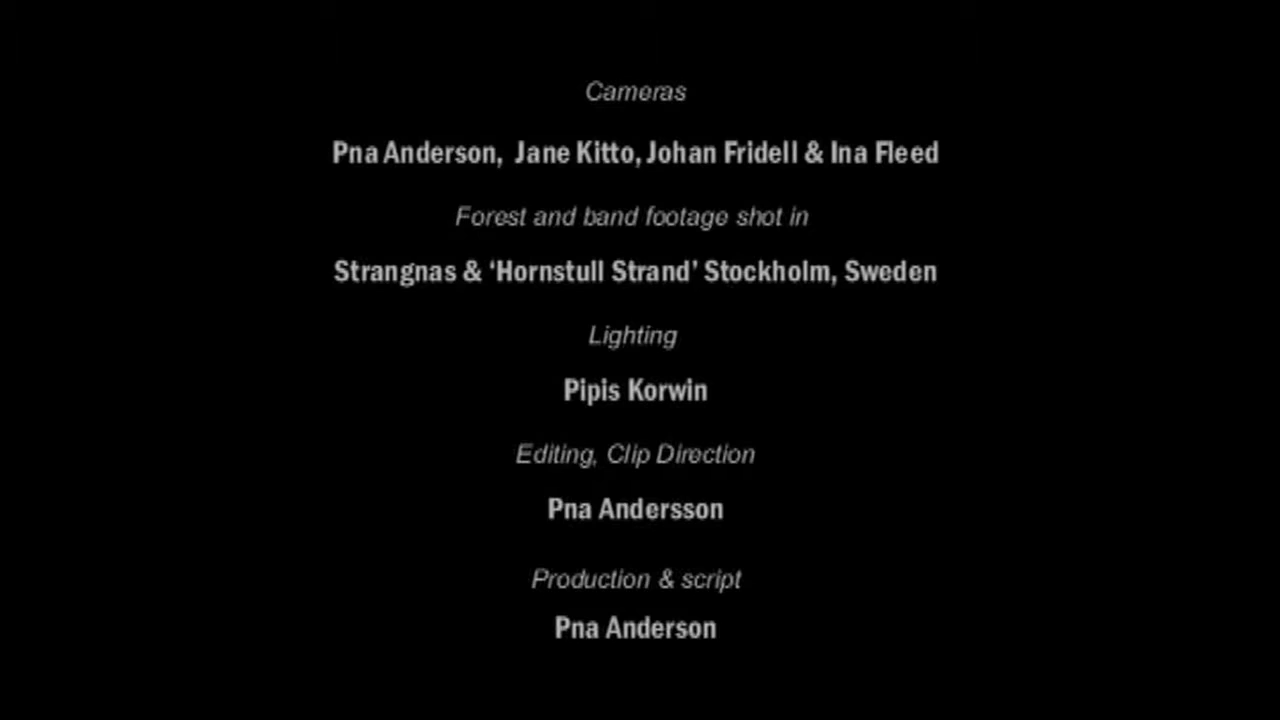 Cameras
Pna Anderson, Jane Kitto, Johan Fridell & Ina Fleed
Forest and band footage shot in
Strangnas & ‘Hornstull Strand’ Stockholm, Sweden
Lighting
Pipis Korwin
Editing, Clip Direction
Pna Andersson
Production & script
Pna Anderson